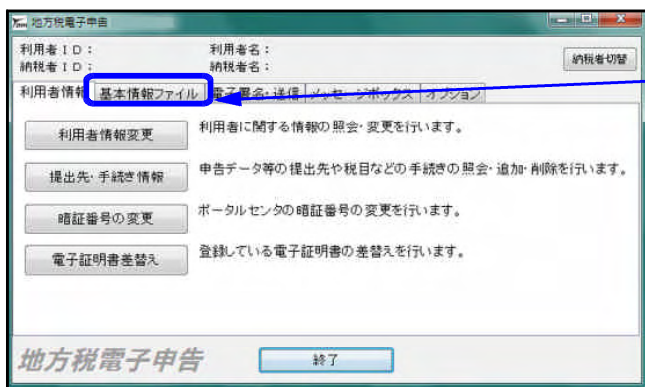 地方税電子申告
利用者ID:
利用者名:
納税者ID:
納税者名:
納税者切替
利用者情報 基本情報ファイル 電子署名・送信 メッセージボックス オプション
利用者情報変更 利用者に関する情報の照会・変更を行います。
提出先・手続き情報 申告データ等の提出先や税目などの手続きの照会・追加・削除を行います。
暗証番号の変更 ポータルセンタの暗証番号の変更を行います。
電子証明書差替え 登録している電子証明書の差替えを行います。
地方税電子申告
終了